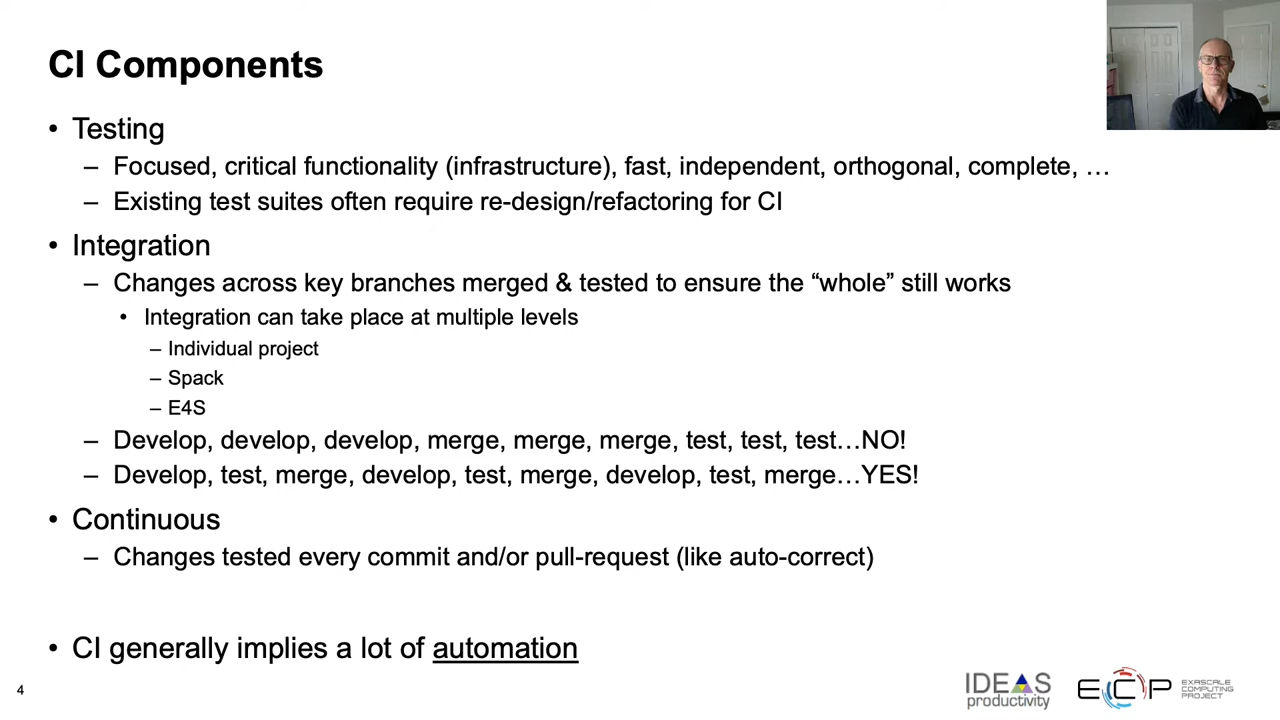 CI Components
• Testing
– Focused, critical functionality (infrastructure), fast, independent, orthogonal, complete, …
– Existing test suites often require re-design/refactoring for CI
• Integration
– Changes across key branches merged & tested to ensure the “whole” still works
• Integration can take place at multiple levels
– Individual project
– Spack
– E4S
– Develop, develop, develop, merge, merge, merge, test, test, test…NO!
– Develop, test, merge, develop, test, merge, develop, test, merge…YES!
• Continuous
– Changes tested every commit and/or pull-request (like auto-correct)
• CI generally implies a lot of automation
4
IDEAS
productivity
ECP
EXASCALE
COMPUTING
PROJECT